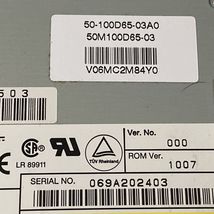 50-100D65-03A0
50M100D65-03
V06MC2M84Y0
503
LR 89911
TÜV
Rheinland
Ver. No.
000
ROM Ver.
1007
SERIAL NO.
069A202403